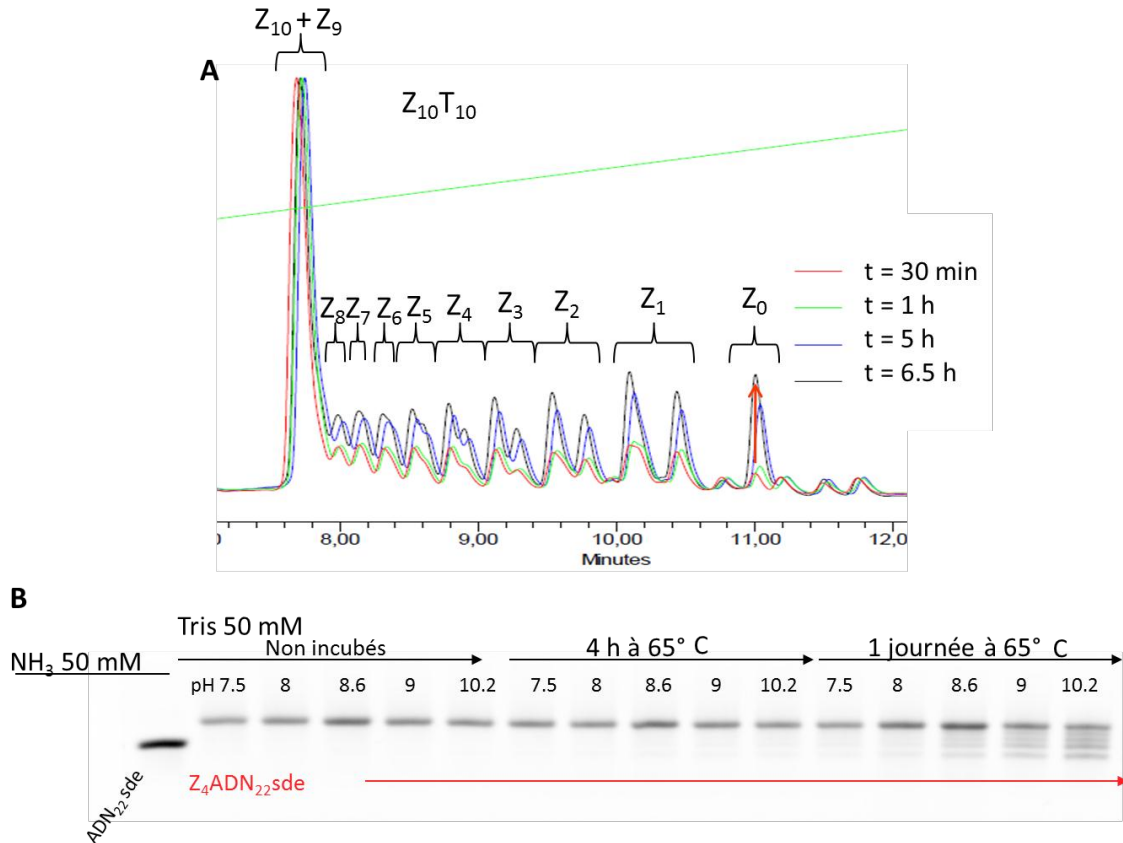 Z10 + Z9
A
Z10T10
t = 30 min
t = 1 h
t = 5 h
t = 6.5 h
Z8 Z7 Z6 Z5 Z4 Z3 Z2 Z1 Z0
0 8,00 9,00 10,00 11,00 12,0
Minutes
B
Tris 50 mM
NH3 50 mM Non incubés 4 h à 65° C 1 journée à 65° C
pH 7.5 8 8.6 9 10.2 7.5 8 8.6 9 10.2 7.5 8 8.6 9 10.2
ADN22sde
Z4ADN22sde